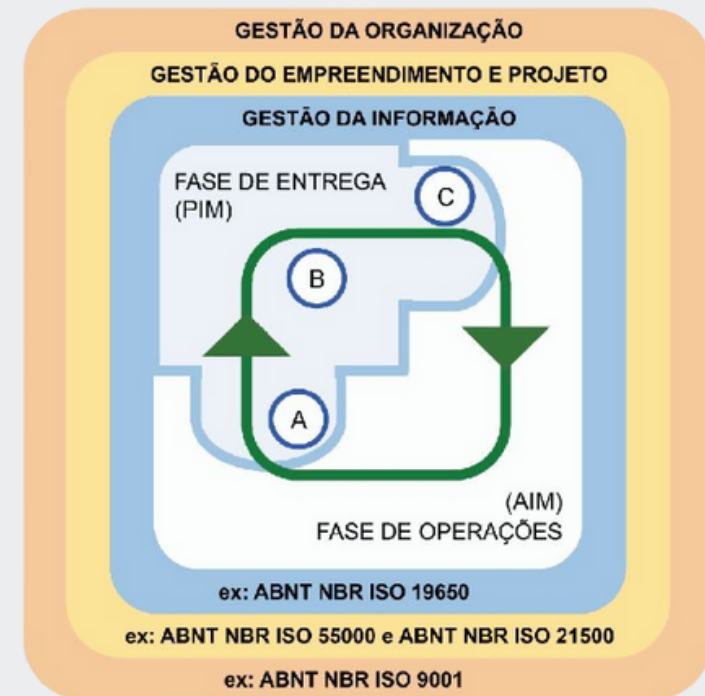 GESTÃO DA ORGANIZAÇÃO
GESTÃO DO EMPREENDIMENTO E PROJETO
GESTÃO DA INFORMAÇÃO
FASE DE ENTREGA
(PIM)
C
B
A
(AIM)
FASE DE OPERAÇÕES
ex: ABNT NBR ISO 19650
ex: ABNT NBR ISO 55000 e ABNT NBR ISO 21500
ex: ABNT NBR ISO 9001